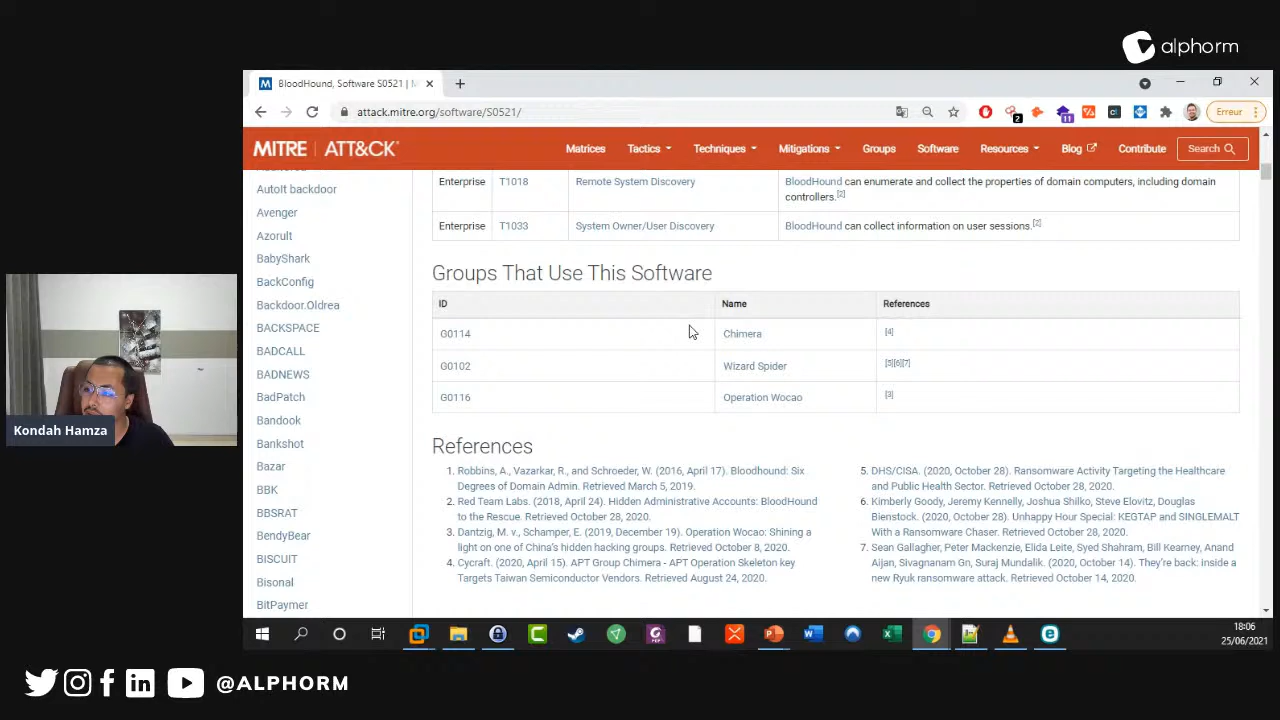 alphorm
BloodHound, Software S0521 | M
attack.mitre.org/software/S0521/
2
11
Erreur
MITRE | ATT&CK®
Matrices Tactics Techniques Mitigations Groups Software Resources Blog Contribute Search
AutoIt backdoor
Avenger
Azorult
BabyShark
BackConfig
Backdoor.Oldrea
BACKSPACE
BADCALL
BADNEWS
BadPatch
Bandook
Bankshot
Bazar
BBK
BBSRAT
BendyBear
BISCUIT
Bisonal
BitPaymer
Enterprise T1018 Remote System Discovery BloodHound can enumerate and collect the properties of domain computers, including domain
controllers.[2]
Enterprise T1033 System Owner/User Discovery BloodHound can collect information on user sessions.[2]
Groups That Use This Software
ID Name References
G0114 Chimera [4]
G0102 Wizard Spider [5][6][7]
G0116 Operation Wocao [3]
References
1. Robbins, A., Vazarkar, R., and Schroeder, W. (2016, April 17). Bloodhound: Six
Degrees of Domain Admin. Retrieved March 5, 2019.
2. Red Team Labs. (2018, April 24). Hidden Administrative Accounts: BloodHound
to the Rescue. Retrieved October 28, 2020.
3. Dantzig, M. v., Schamper, E. (2019, December 19). Operation Wocao: Shining a
light on one of China's hidden hacking groups. Retrieved October 8, 2020.
4. Cycraft. (2020, April 15). APT Group Chimera - APT Operation Skeleton key
Targets Taiwan Semiconductor Vendors. Retrieved August 24, 2020.
5. DHS/CISA. (2020, October 28). Ransomware Activity Targeting the Healthcare
and Public Health Sector. Retrieved October 28, 2020.
6. Kimberly Goody, Jeremy Kennelly, Joshua Shilko, Steve Elovitz, Douglas
Bienstock. (2020, October 28). Unhappy Hour Special: KEGTAP and SINGLEMALT
With a Ransomware Chaser. Retrieved October 28, 2020.
7. Sean Gallagher, Peter Mackenzie, Elida Leite, Syed Shahram, Bill Kearney, Anand
Aijan, Sivagnanam Gn, Suraj Mundalik. (2020, October 14). They're back: inside a
new Ryuk ransomware attack. Retrieved October 14, 2020.
Kondah Hamza
18:06
25/06/2021
@ALPHORM